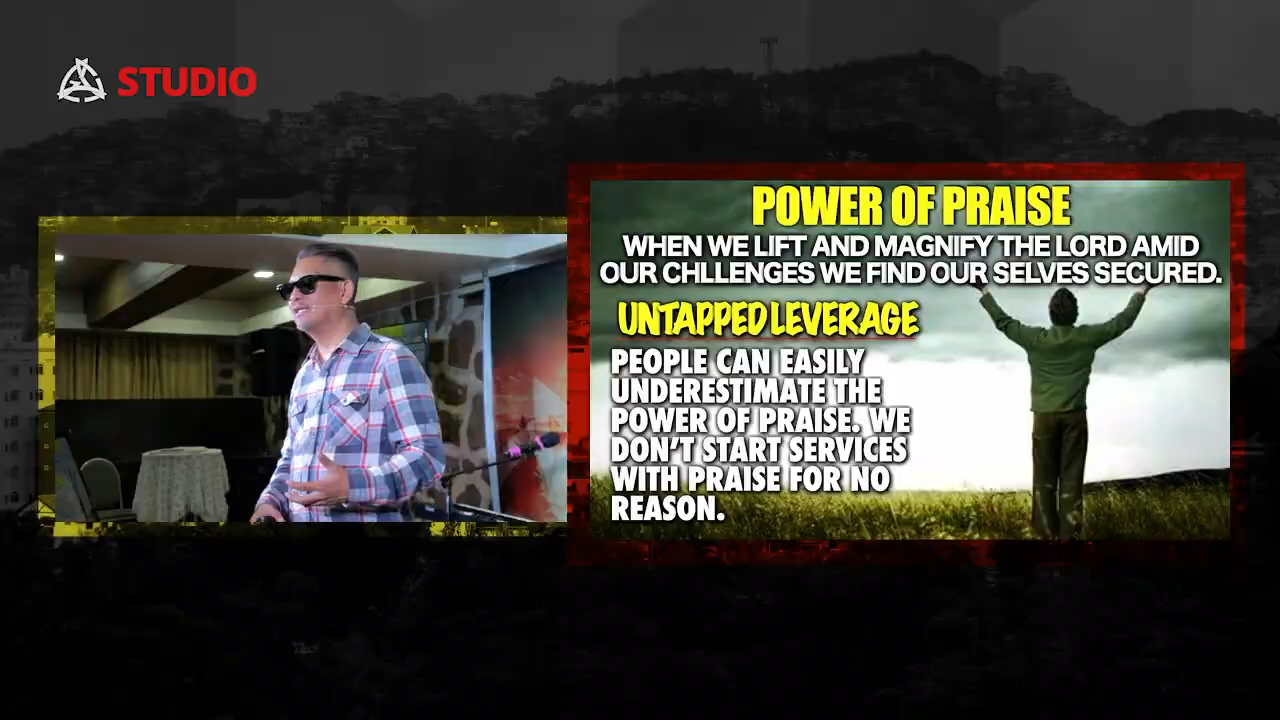 STUDIO
POWER OF PRAISE
WHEN WE LIFT AND MAGNIFY THE LORD AMID
OUR CHLLENGES WE FIND OUR SELVES SECURED.
UNTAPPED LEVERAGE
PEOPLE CAN EASILY
UNDERESTIMATE THE
POWER OF PRAISE. WE
DON'T START SERVICES
WITH PRAISE FOR NO
REASON.